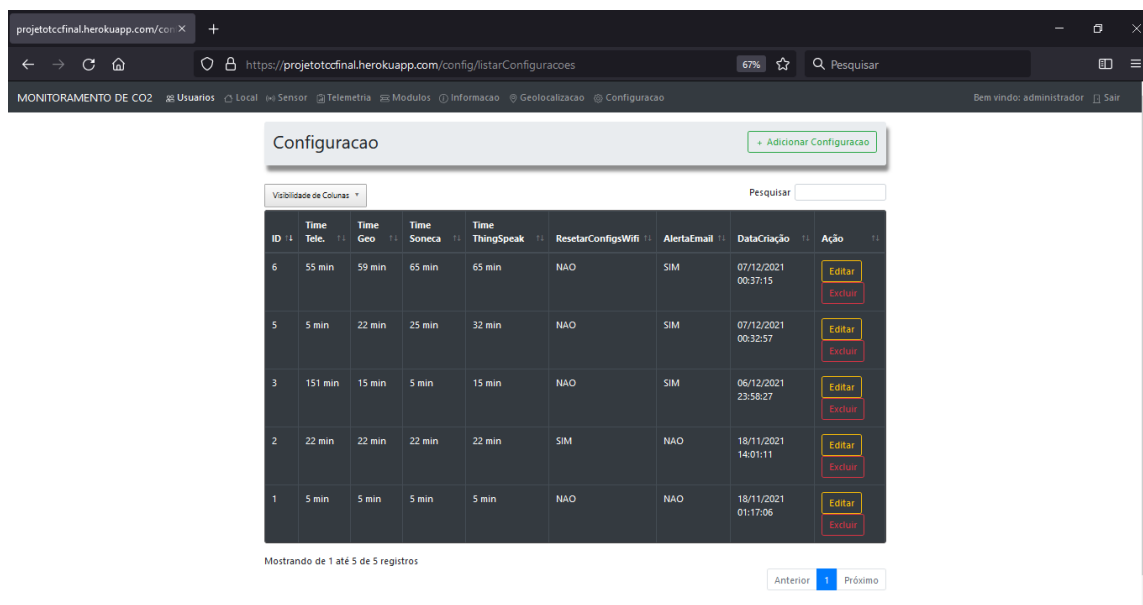 projetotccfinal.herokuapp.com/con
https://projetotccfinal.herokuapp.com/config/listarConfiguracoes 67% Pesquisar
MONITORAMENTO DE CO2 Usuarios Local Sensor Telemetria Modulos Informacao Geolocalizacao Configuracao Bem vindo: administrador Sair
Configuracao + Adicionar Configuracao
Visibilidade de Colunas Pesquisar
ID Time Tele. Time Geo Time Soneca Time ThingSpeak ResetarConfigsWifi AlertaEmail DataCriação Ação
6 55 min 59 min 65 min 65 min NAO SIM 07/12/2021 00:37:15 Editar Excluir
5 5 min 22 min 25 min 32 min NAO SIM 07/12/2021 00:32:57 Editar Excluir
3 151 min 15 min 5 min 15 min NAO SIM 06/12/2021 23:58:27 Editar Excluir
2 22 min 22 min 22 min 22 min SIM NAO 18/11/2021 14:01:11 Editar Excluir
1 5 min 5 min 5 min 5 min NAO NAO 18/11/2021 01:17:06 Editar Excluir
Mostrando de 1 até 5 de 5 registros
Anterior 1 Próximo